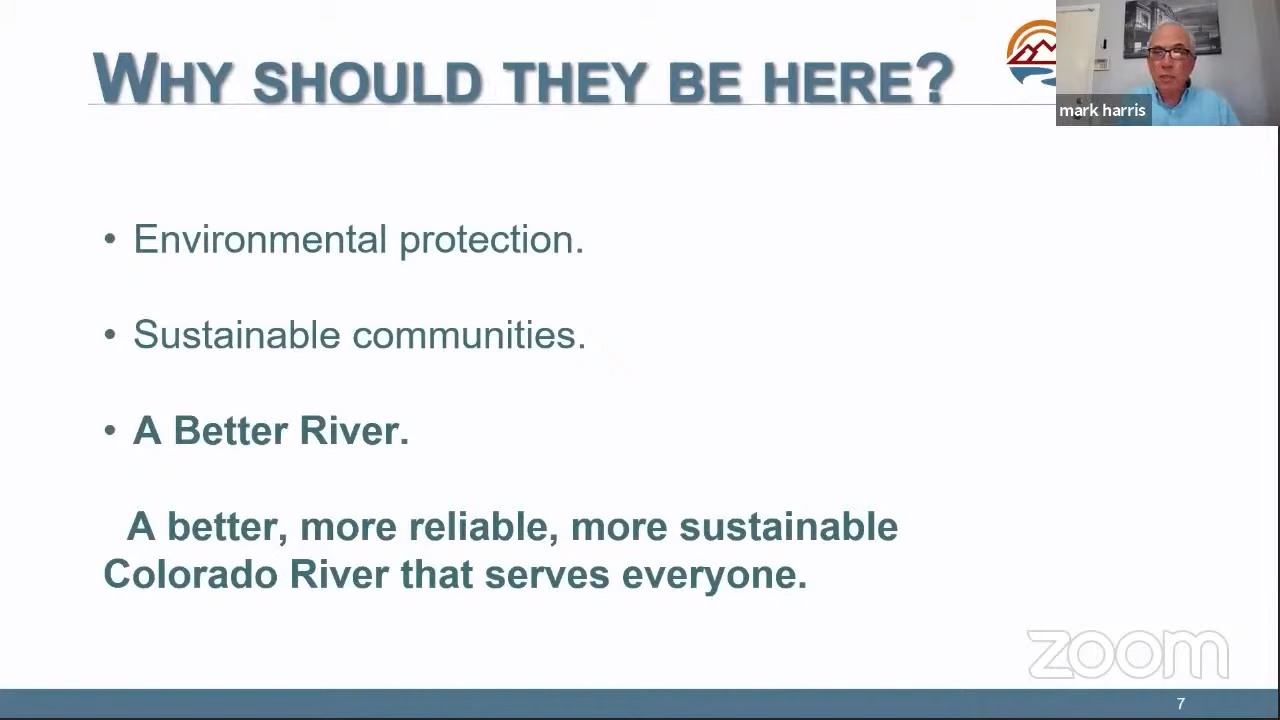 WHY SHOULD THEY BE HERE?
mark harris
• Environmental protection.
• Sustainable communities.
• A Better River.
A better, more reliable, more sustainable
Colorado River that serves everyone.
zoom
7